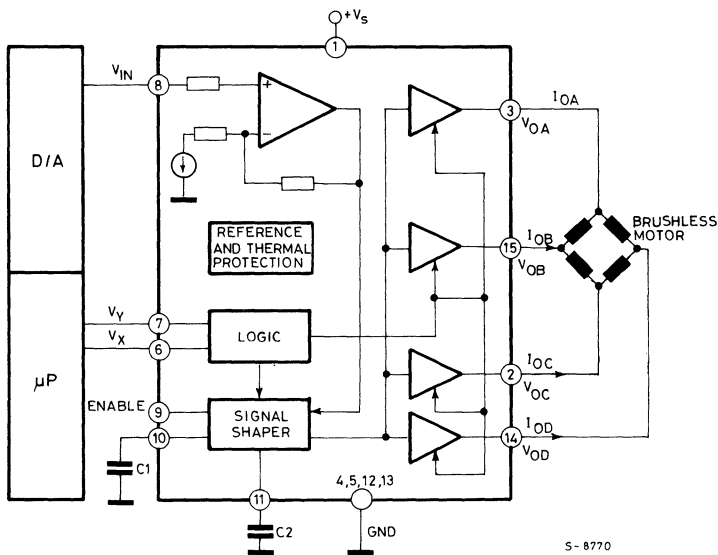 +Vs
1
VIN
8
+
−
D/A
3
IOA
VOA
REFERENCE
AND THERMAL
PROTECTION
IOB
15
VOB
BRUSHLESS
MOTOR
VY
7
VX
6
LOGIC
μP
IOC
2
VOC
ENABLE
9
SIGNAL
SHAPER
10
IOD
14
VOD
C1
4,5,12,13
11
C2
GND
S-8770